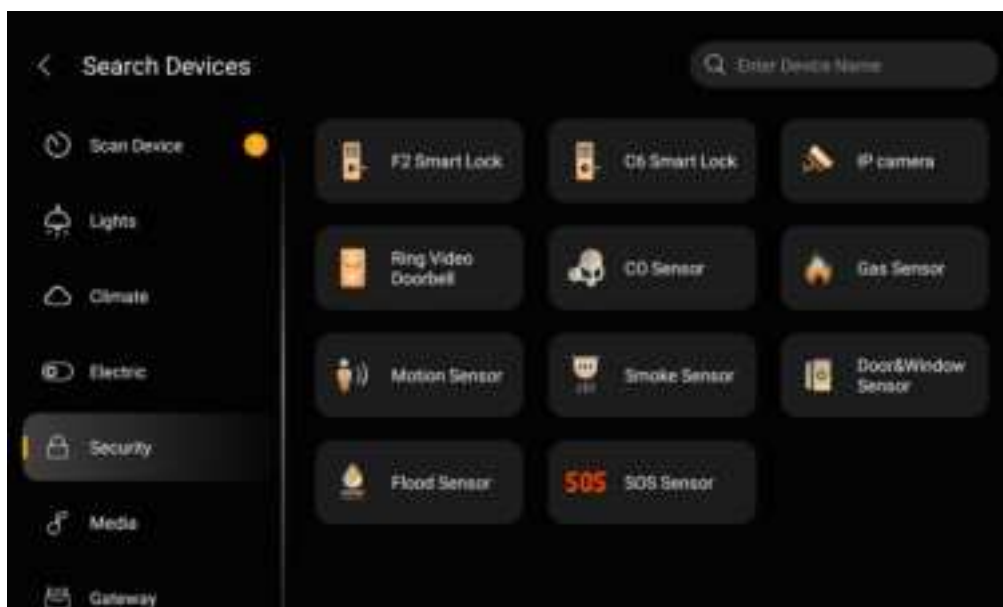 Search Devices
Enter Device Name
Scan Device
Lights
Climate
Electric
Security
Media
Gateway
F2 Smart Lock
C6 Smart Lock
IP camera
Ring Video
Doorbell
CO Sensor
Gas Sensor
Motion Sensor
Smoke Sensor
Door&Window
Sensor
Flood Sensor
SOS
SOS Sensor